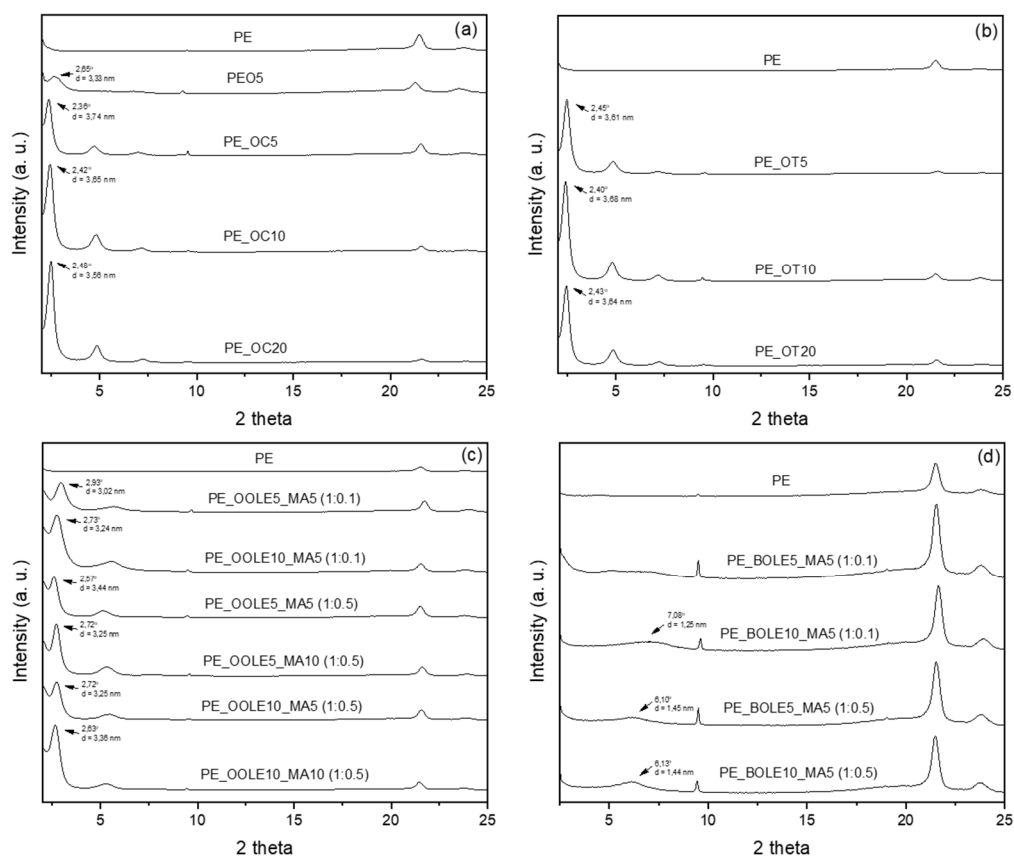 (a)
PE
2,65°
d = 3,33 nm
PEO5
2,36°
d = 3,74 nm
PE_OC5
2,42°
d = 3,65 nm
PE_OC10
2,48°
d = 3,56 nm
PE_OC20
5 10 15 20 25
2 theta
Intensity (a. u.)
(b)
PE
2,45°
d = 3,61 nm
PE_OT5
2,40°
d = 3,68 nm
PE_OT10
2,43°
d = 3,64 nm
PE_OT20
5 10 15 20 25
2 theta
Intensity (a. u.)
(c)
PE
2,93°
d = 3,02 nm
PE_OOLE5_MA5 (1:0.1)
2,73°
d = 3,24 nm
PE_OOLE10_MA5 (1:0.1)
2,57°
d = 3,44 nm
PE_OOLE5_MA5 (1:0.5)
2,72°
d = 3,25 nm
PE_OOLE5_MA10 (1:0.5)
2,72°
d = 3,25 nm
PE_OOLE10_MA5 (1:0.5)
2,63°
d = 3,36 nm
PE_OOLE10_MA10 (1:0.5)
5 10 15 20 25
2 theta
Intensity (a. u.)
(d)
PE
PE_BOLE5_MA5 (1:0.1)
7,08°
d = 1,25 nm
PE_BOLE10_MA5 (1:0.1)
6,10°
d = 1,45 nm
PE_BOLE5_MA5 (1:0.5)
6,13°
d = 1,44 nm
PE_BOLE10_MA5 (1:0.5)
5 10 15 20 25
2 theta
Intensity (a. u.)